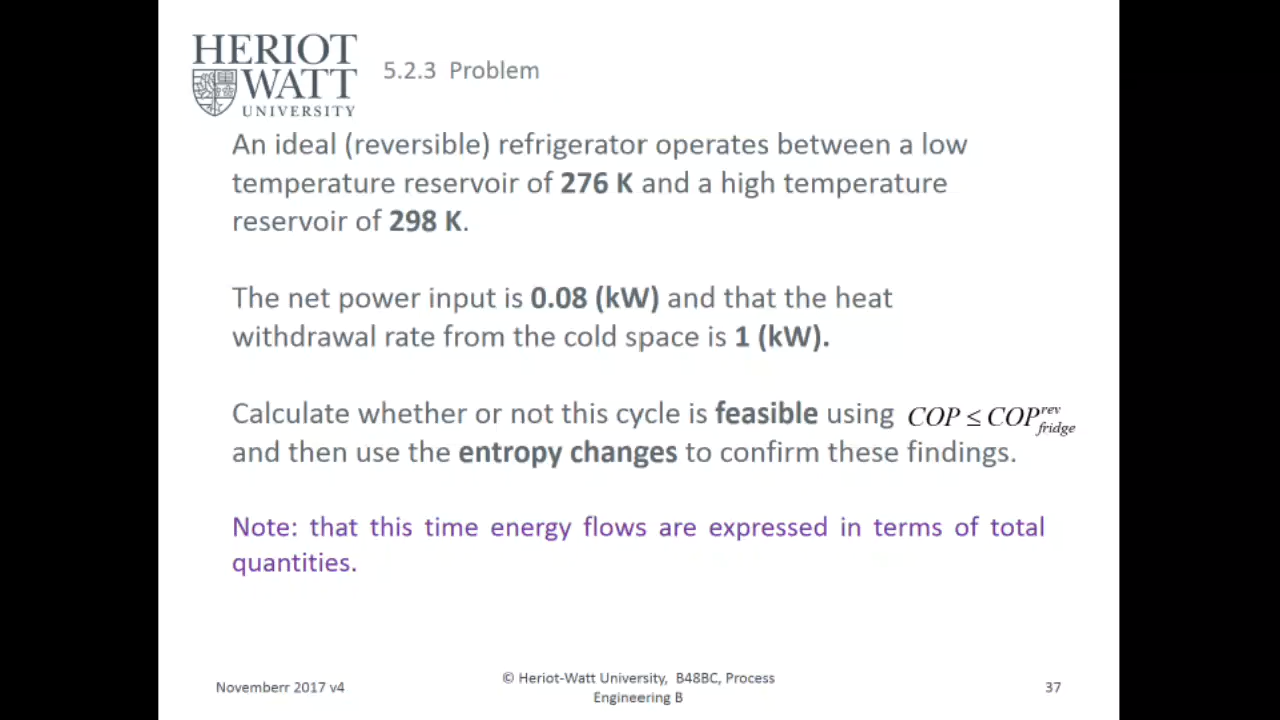 HERIOT
WATT
UNIVERSITY
5.2.3 Problem
An ideal (reversible) refrigerator operates between a low
temperature reservoir of 276 K and a high temperature
reservoir of 298 K.
The net power input is 0.08 (kW) and that the heat
withdrawal rate from the cold space is 1 (kW).
Calculate whether or not this cycle is feasible using COP ≤ COP^{rev}_{fridge}
and then use the entropy changes to confirm these findings.
Note: that this time energy flows are expressed in terms of total
quantities.
Novemberr 2017 v4
© Heriot-Watt University, B48BC, Process
Engineering B
37